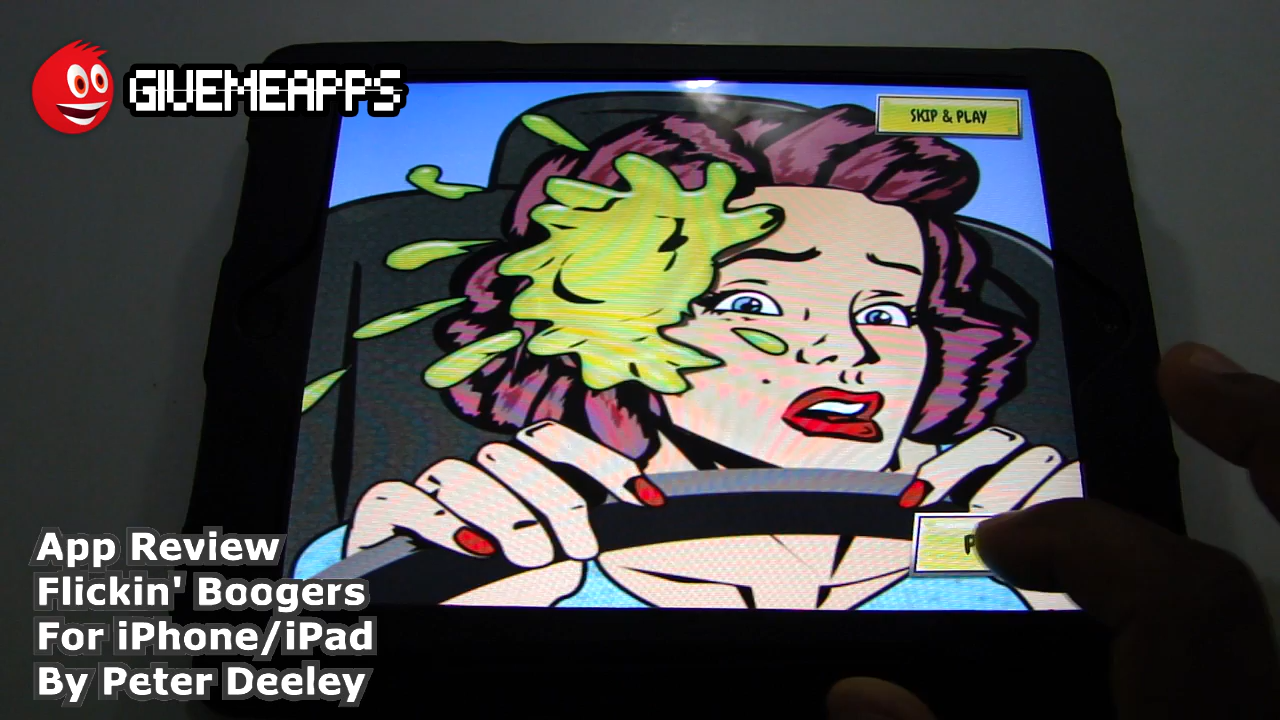 GIVEMEAPPS
SKIP & PLAY
App Review
Flickin' Boogers
For iPhone/iPad
By Peter Deeley